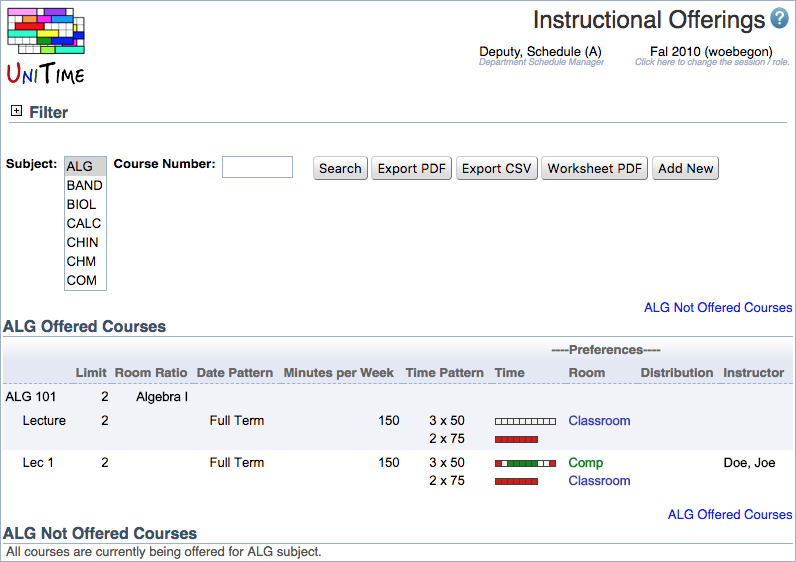 Instructional Offerings ?
UNITIME
Deputy, Schedule (A) Fal 2010 (woebegon)
Department Schedule Manager Click here to change the session / role.
Filter
Subject: ALG Course Number: Search Export PDF Export CSV Worksheet PDF Add New
BAND
BIOL
CALC
CHIN
CHM
COM
ALG Not Offered Courses
ALG Offered Courses
----Preferences----
Limit Room Ratio Date Pattern Minutes per Week Time Pattern Time Room Distribution Instructor
ALG 101 2 Algebra I
Lecture 2 Full Term 150 3 x 50 Classroom
2 x 75
Lec 1 2 Full Term 150 3 x 50 Comp Doe, Joe
2 x 75 Classroom
ALG Offered Courses
ALG Not Offered Courses
All courses are currently being offered for ALG subject.